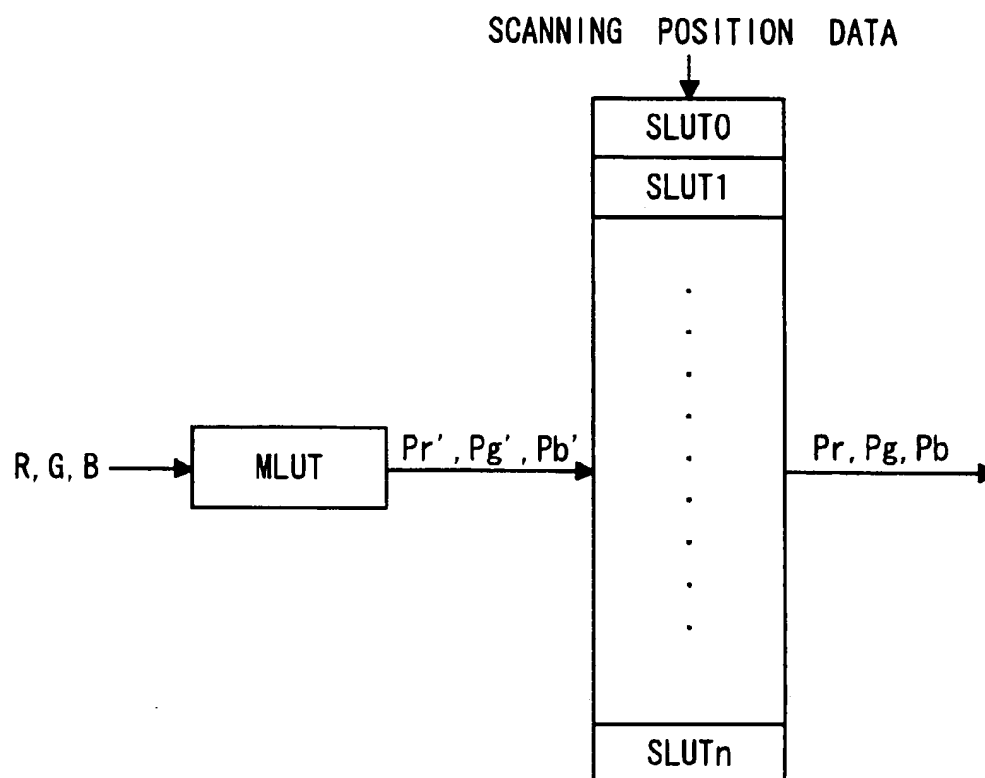 SCANNING POSITION DATA
SLUT0
SLUT1
R, G, B
MLUT
Pr', Pg', Pb'
Pr, Pg, Pb
SLUTn